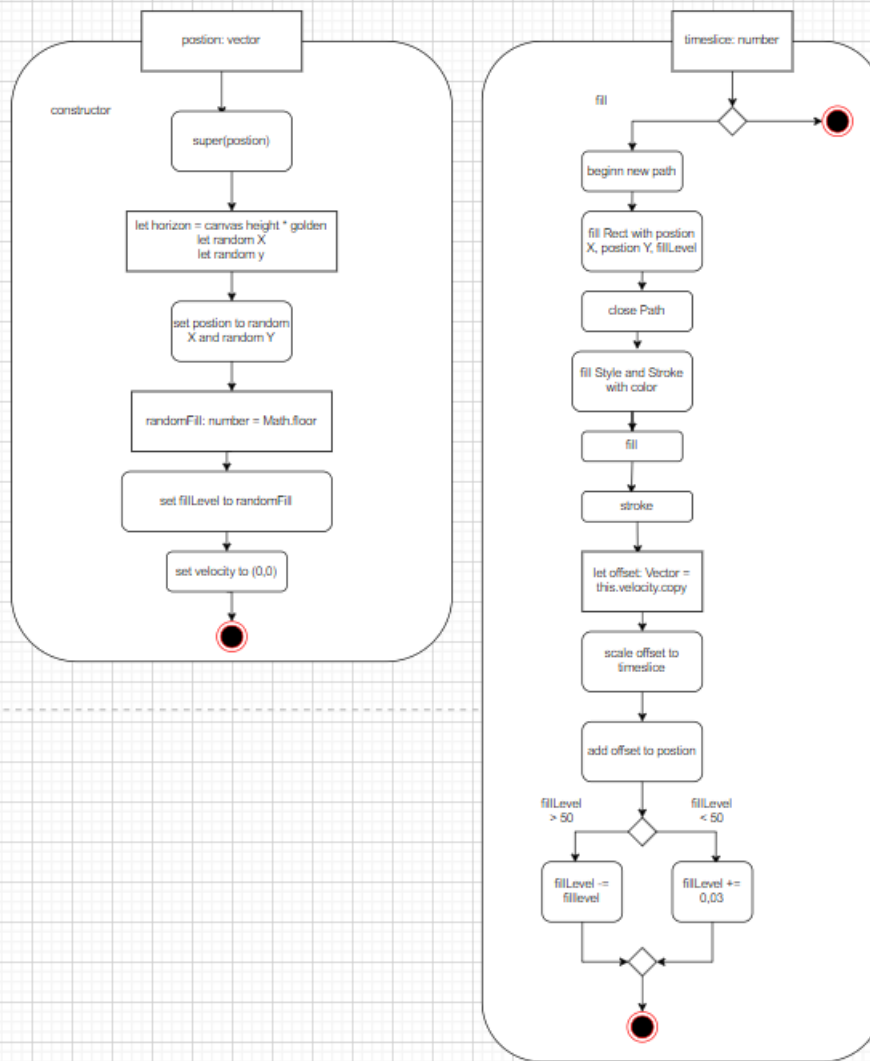 postion: vector
constructor
super(postion)
let horizon = canvas height * golden
let random X
let random y
set postion to random
X and random Y
randomFill: number = Math.floor
set fillLevel to randomFill
set velocity to (0,0)
timeslice: number
fill
beginn new path
fill Rect with postion
X, postion Y, fillLevel
close Path
fill Style and Stroke
with color
fill
stroke
let offset: Vector =
this.velocity.copy
scale offset to
timeslice
add offset to postion
fillLevel
> 50
fillLevel
< 50
fillLevel -=
filllevel
fillLevel +=
0,03